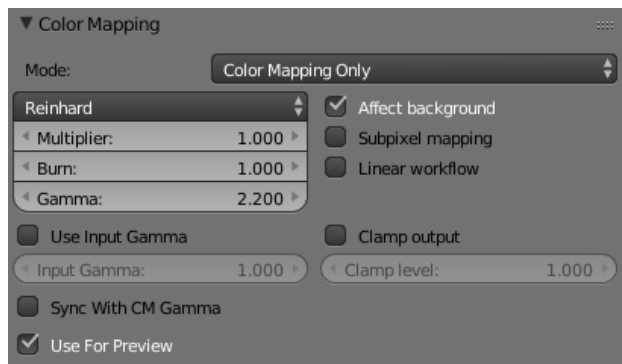 Color Mapping
Mode: Color Mapping Only
Reinhard Affect background
Multiplier: 1.000 Subpixel mapping
Burn: 1.000 Linear workflow
Gamma: 2.200
Use Input Gamma Clamp output
Input Gamma: 1.000 Clamp level: 1.000
Sync With CM Gamma
Use For Preview